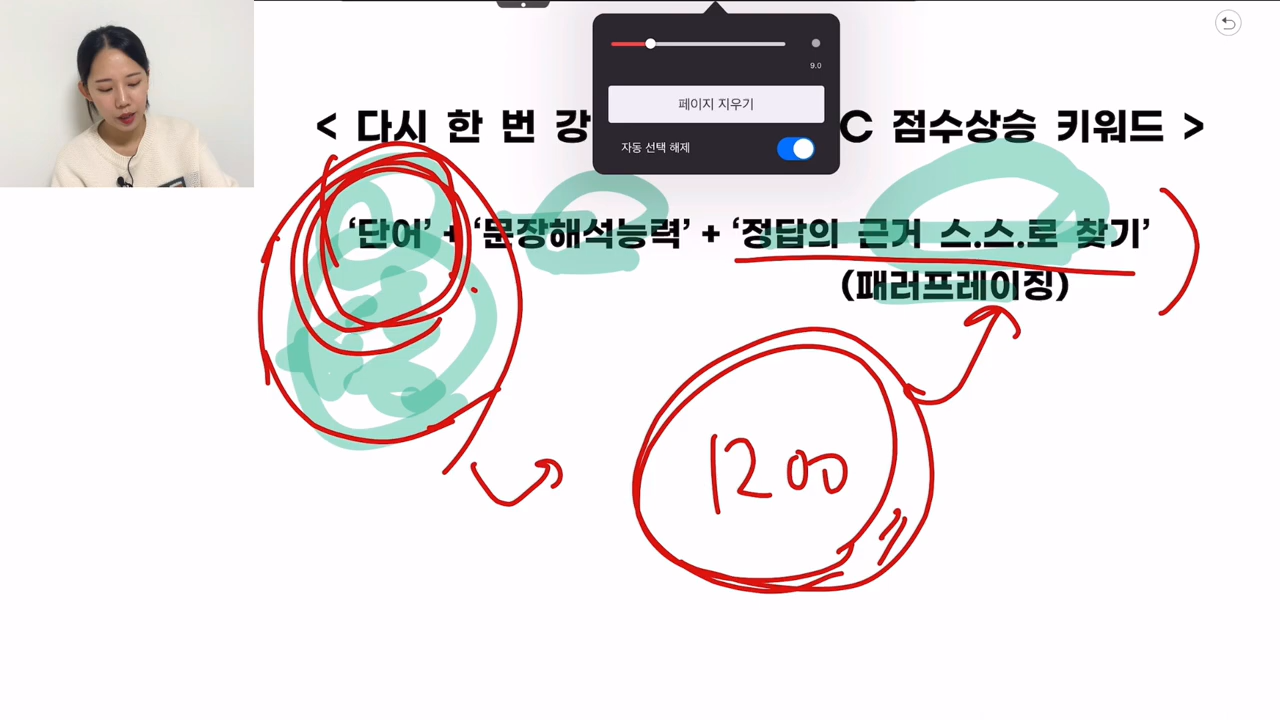 9.0
페이지 지우기
자동 선택 해제
< 다시 한 번 강 C 점수상승 키워드 >
‘단어’ + ‘문장해석능력’ + ‘정답의 근거 스.스.로 찾기’
(패러프레이징)
1200